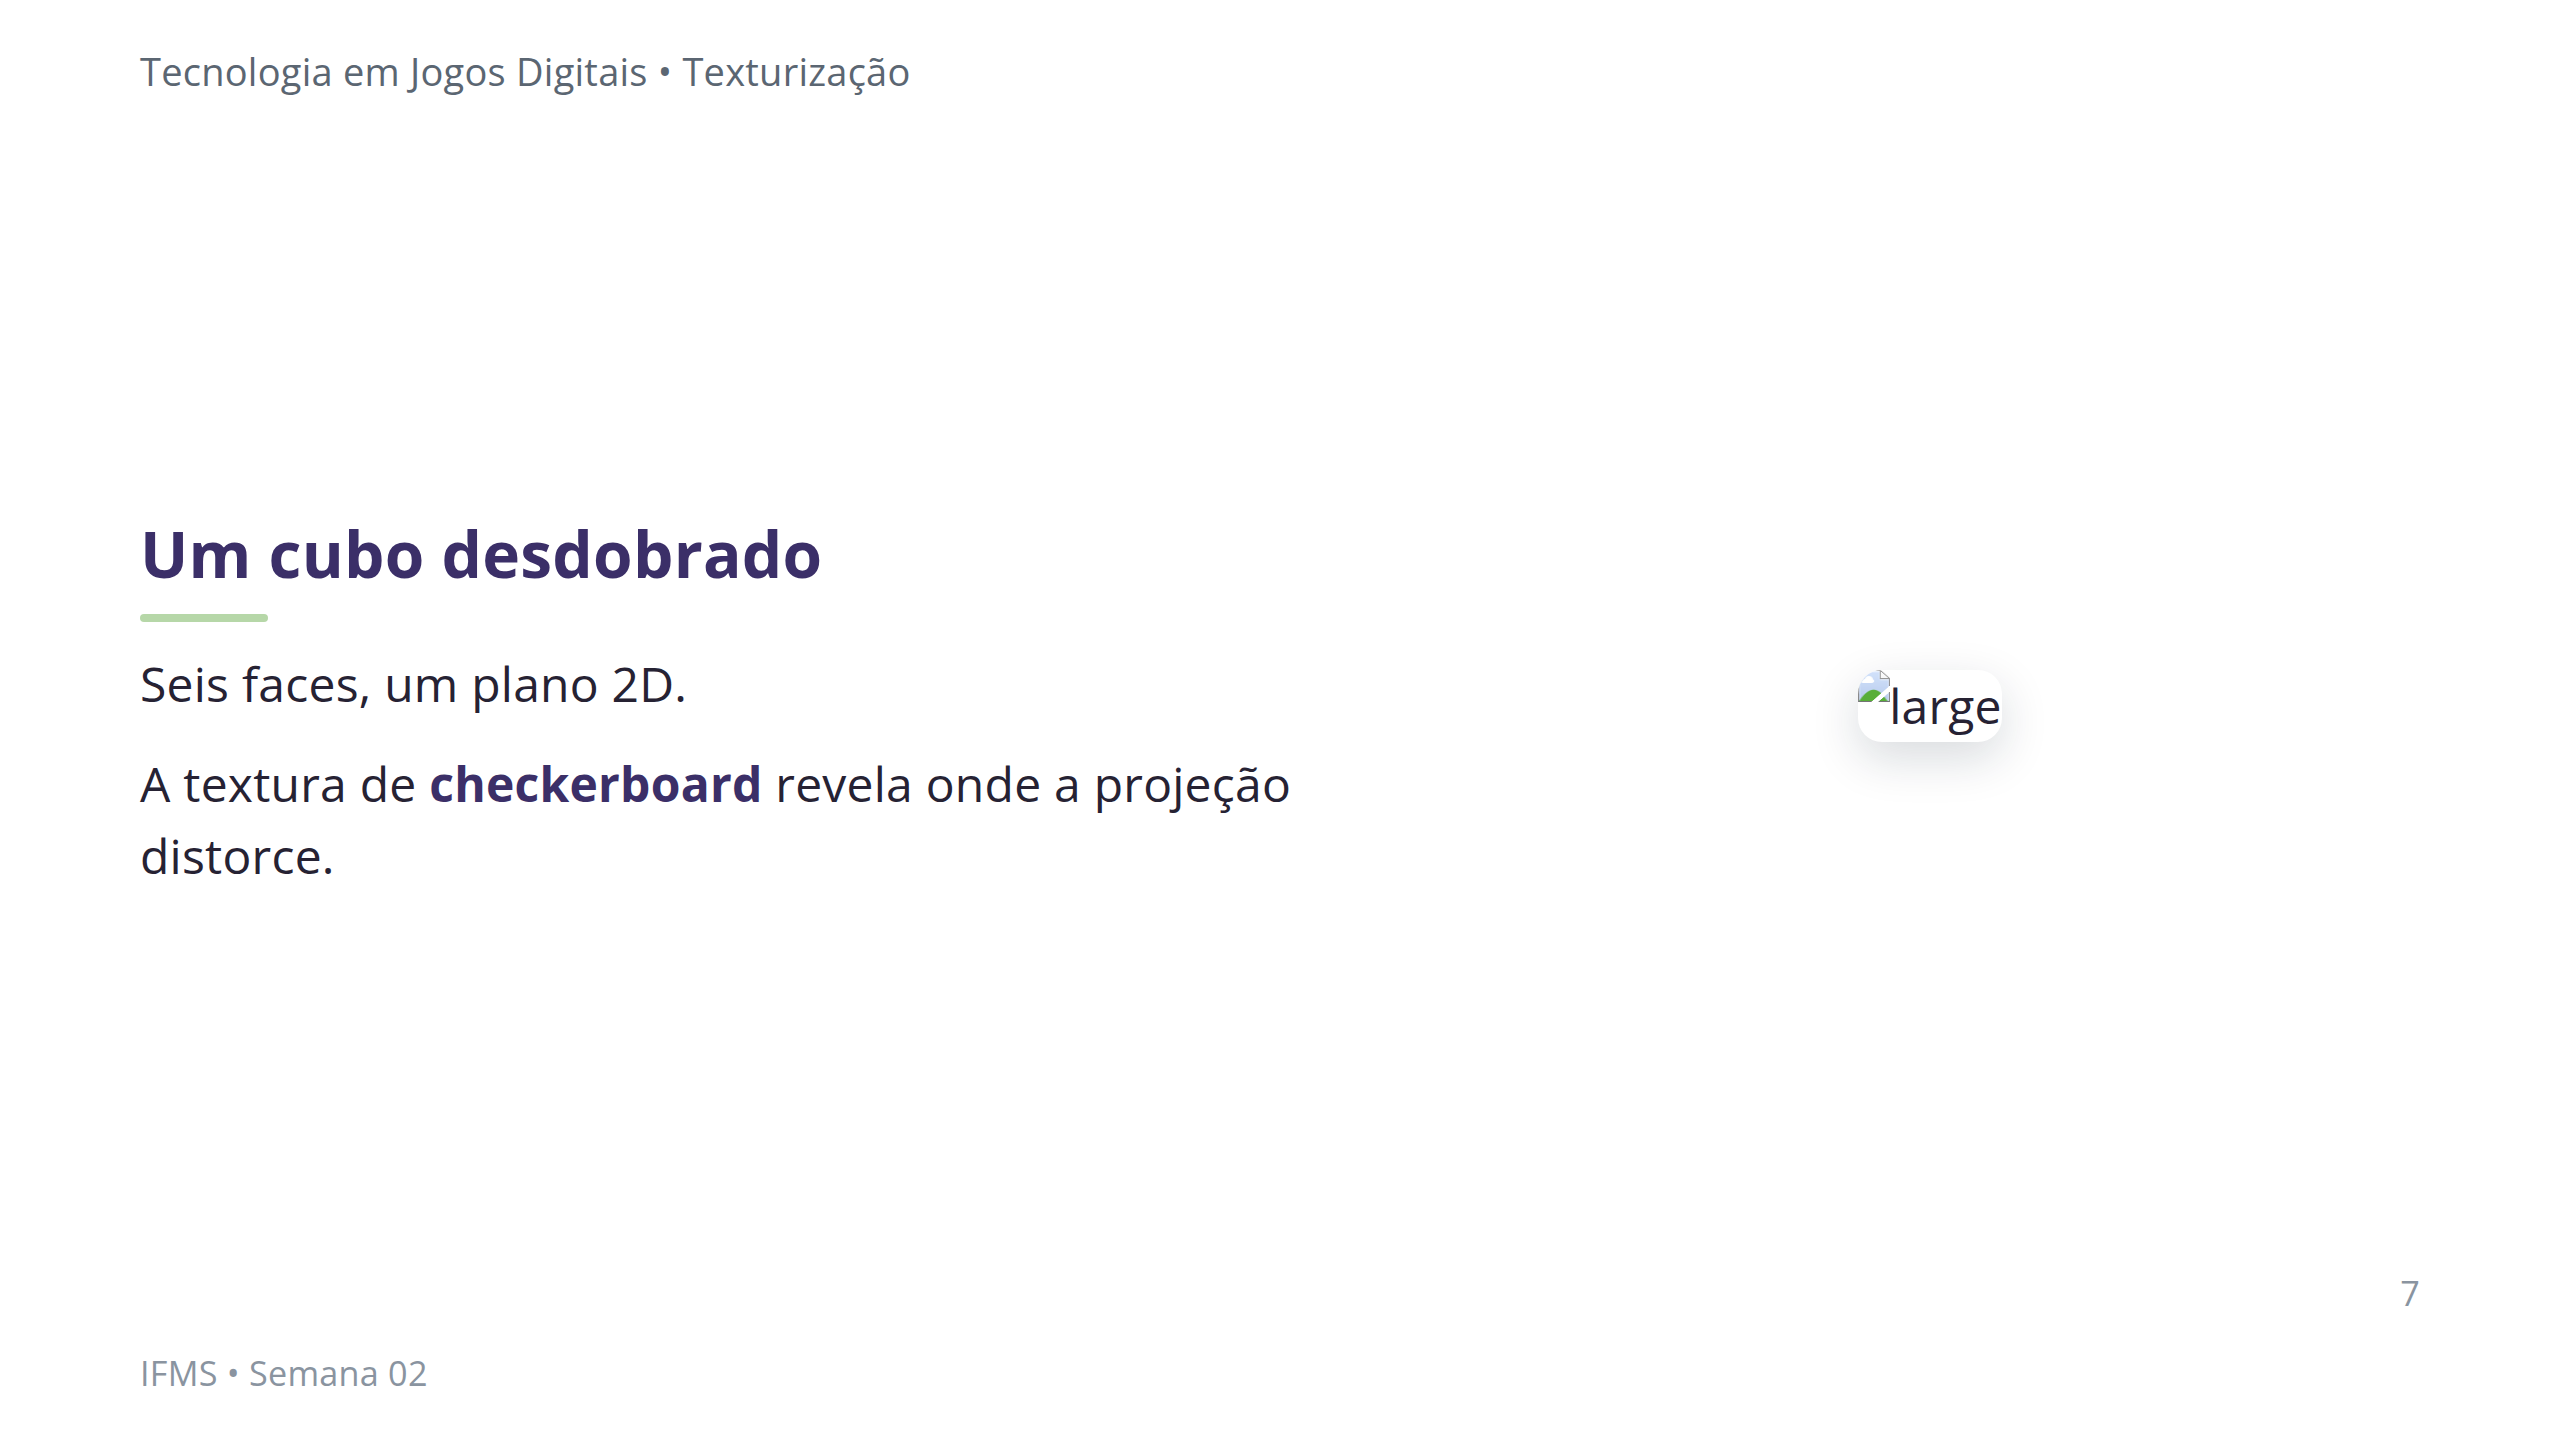 Tecnologia em Jogos Digitais • Texturização
Um cubo desdobrado
Seis faces, um plano 2D.
A textura de checkerboard revela onde a projeção
distorce.
large
7
IFMS • Semana 02